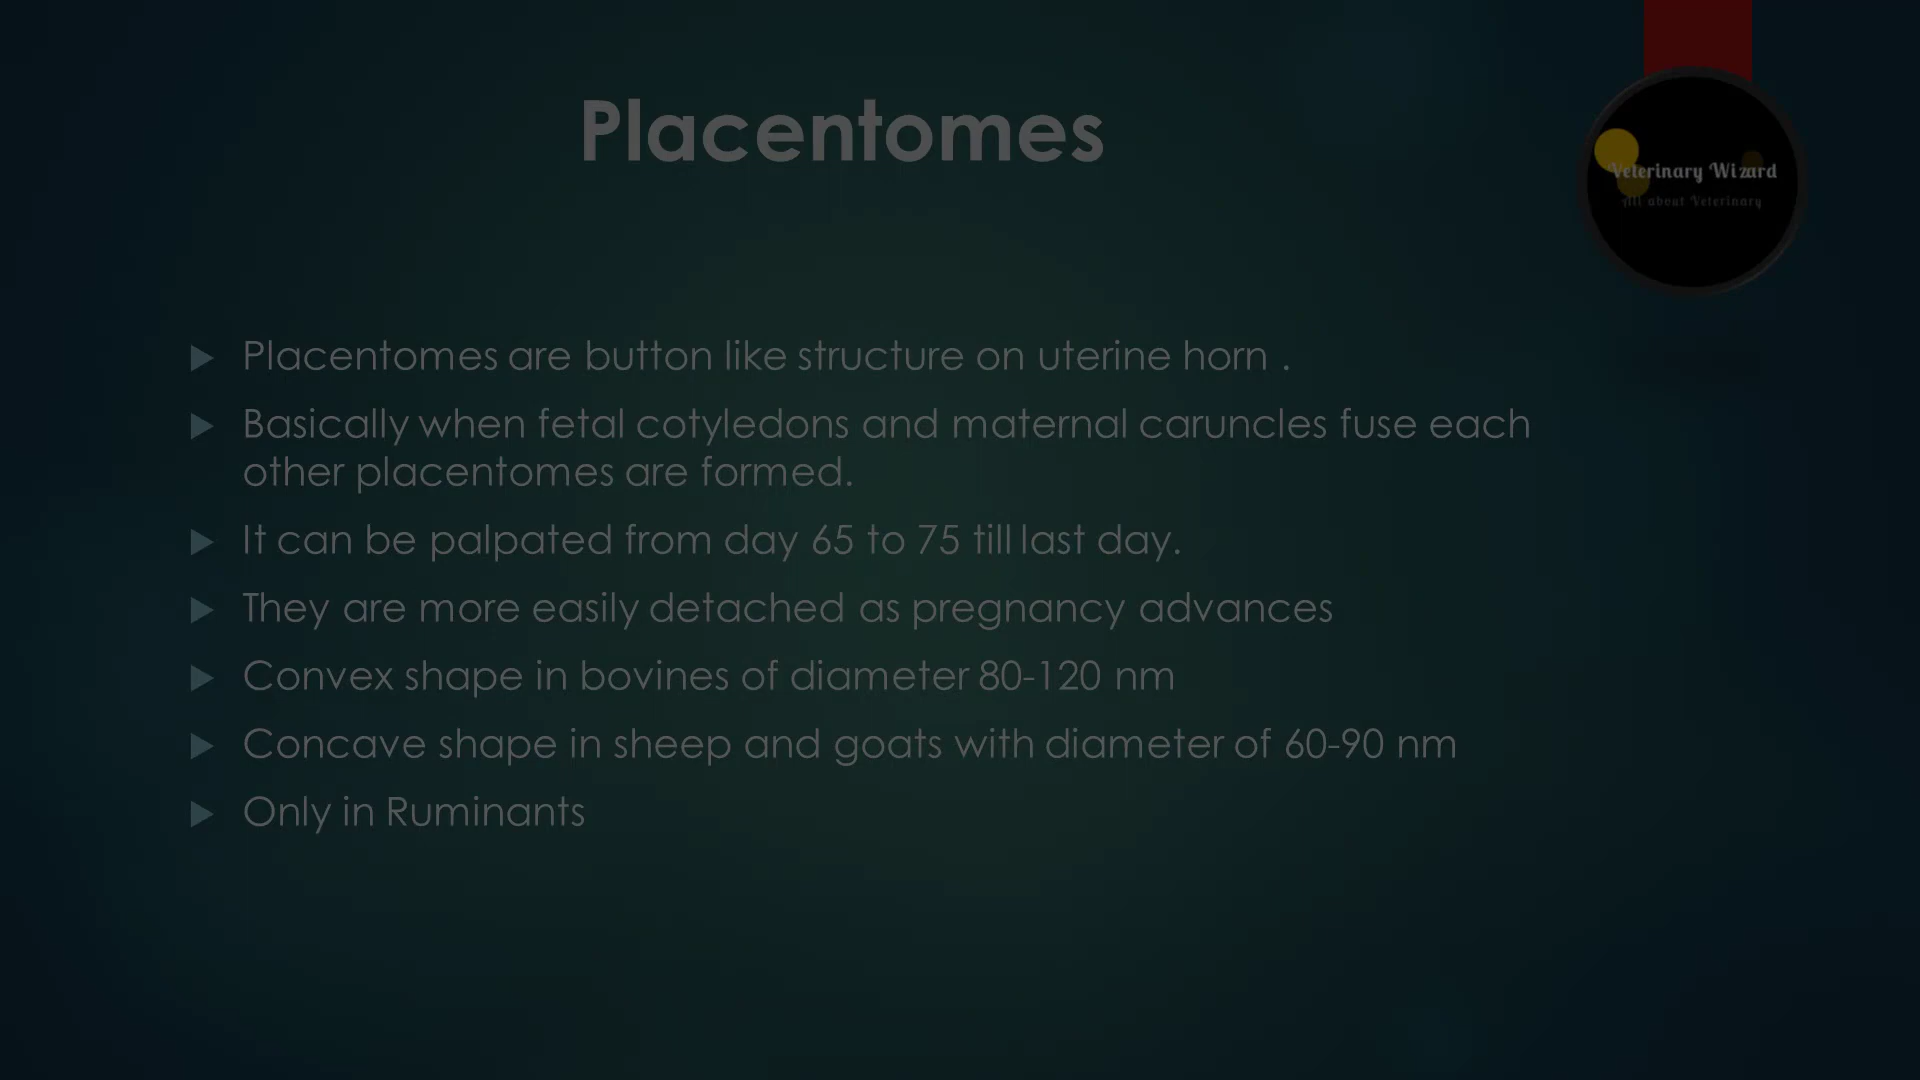 Placentomes
Veterinary Wizard
All about Veterinary
Placentomes are button like structure on uterine horn .
Basically when fetal cotyledons and maternal caruncles fuse each
other placentomes are formed.
It can be palpated from day 65 to 75 till last day.
They are more easily detached as pregnancy advances
Convex shape in bovines of diameter 80-120 nm
Concave shape in sheep and goats with diameter of 60-90 nm
Only in Ruminants